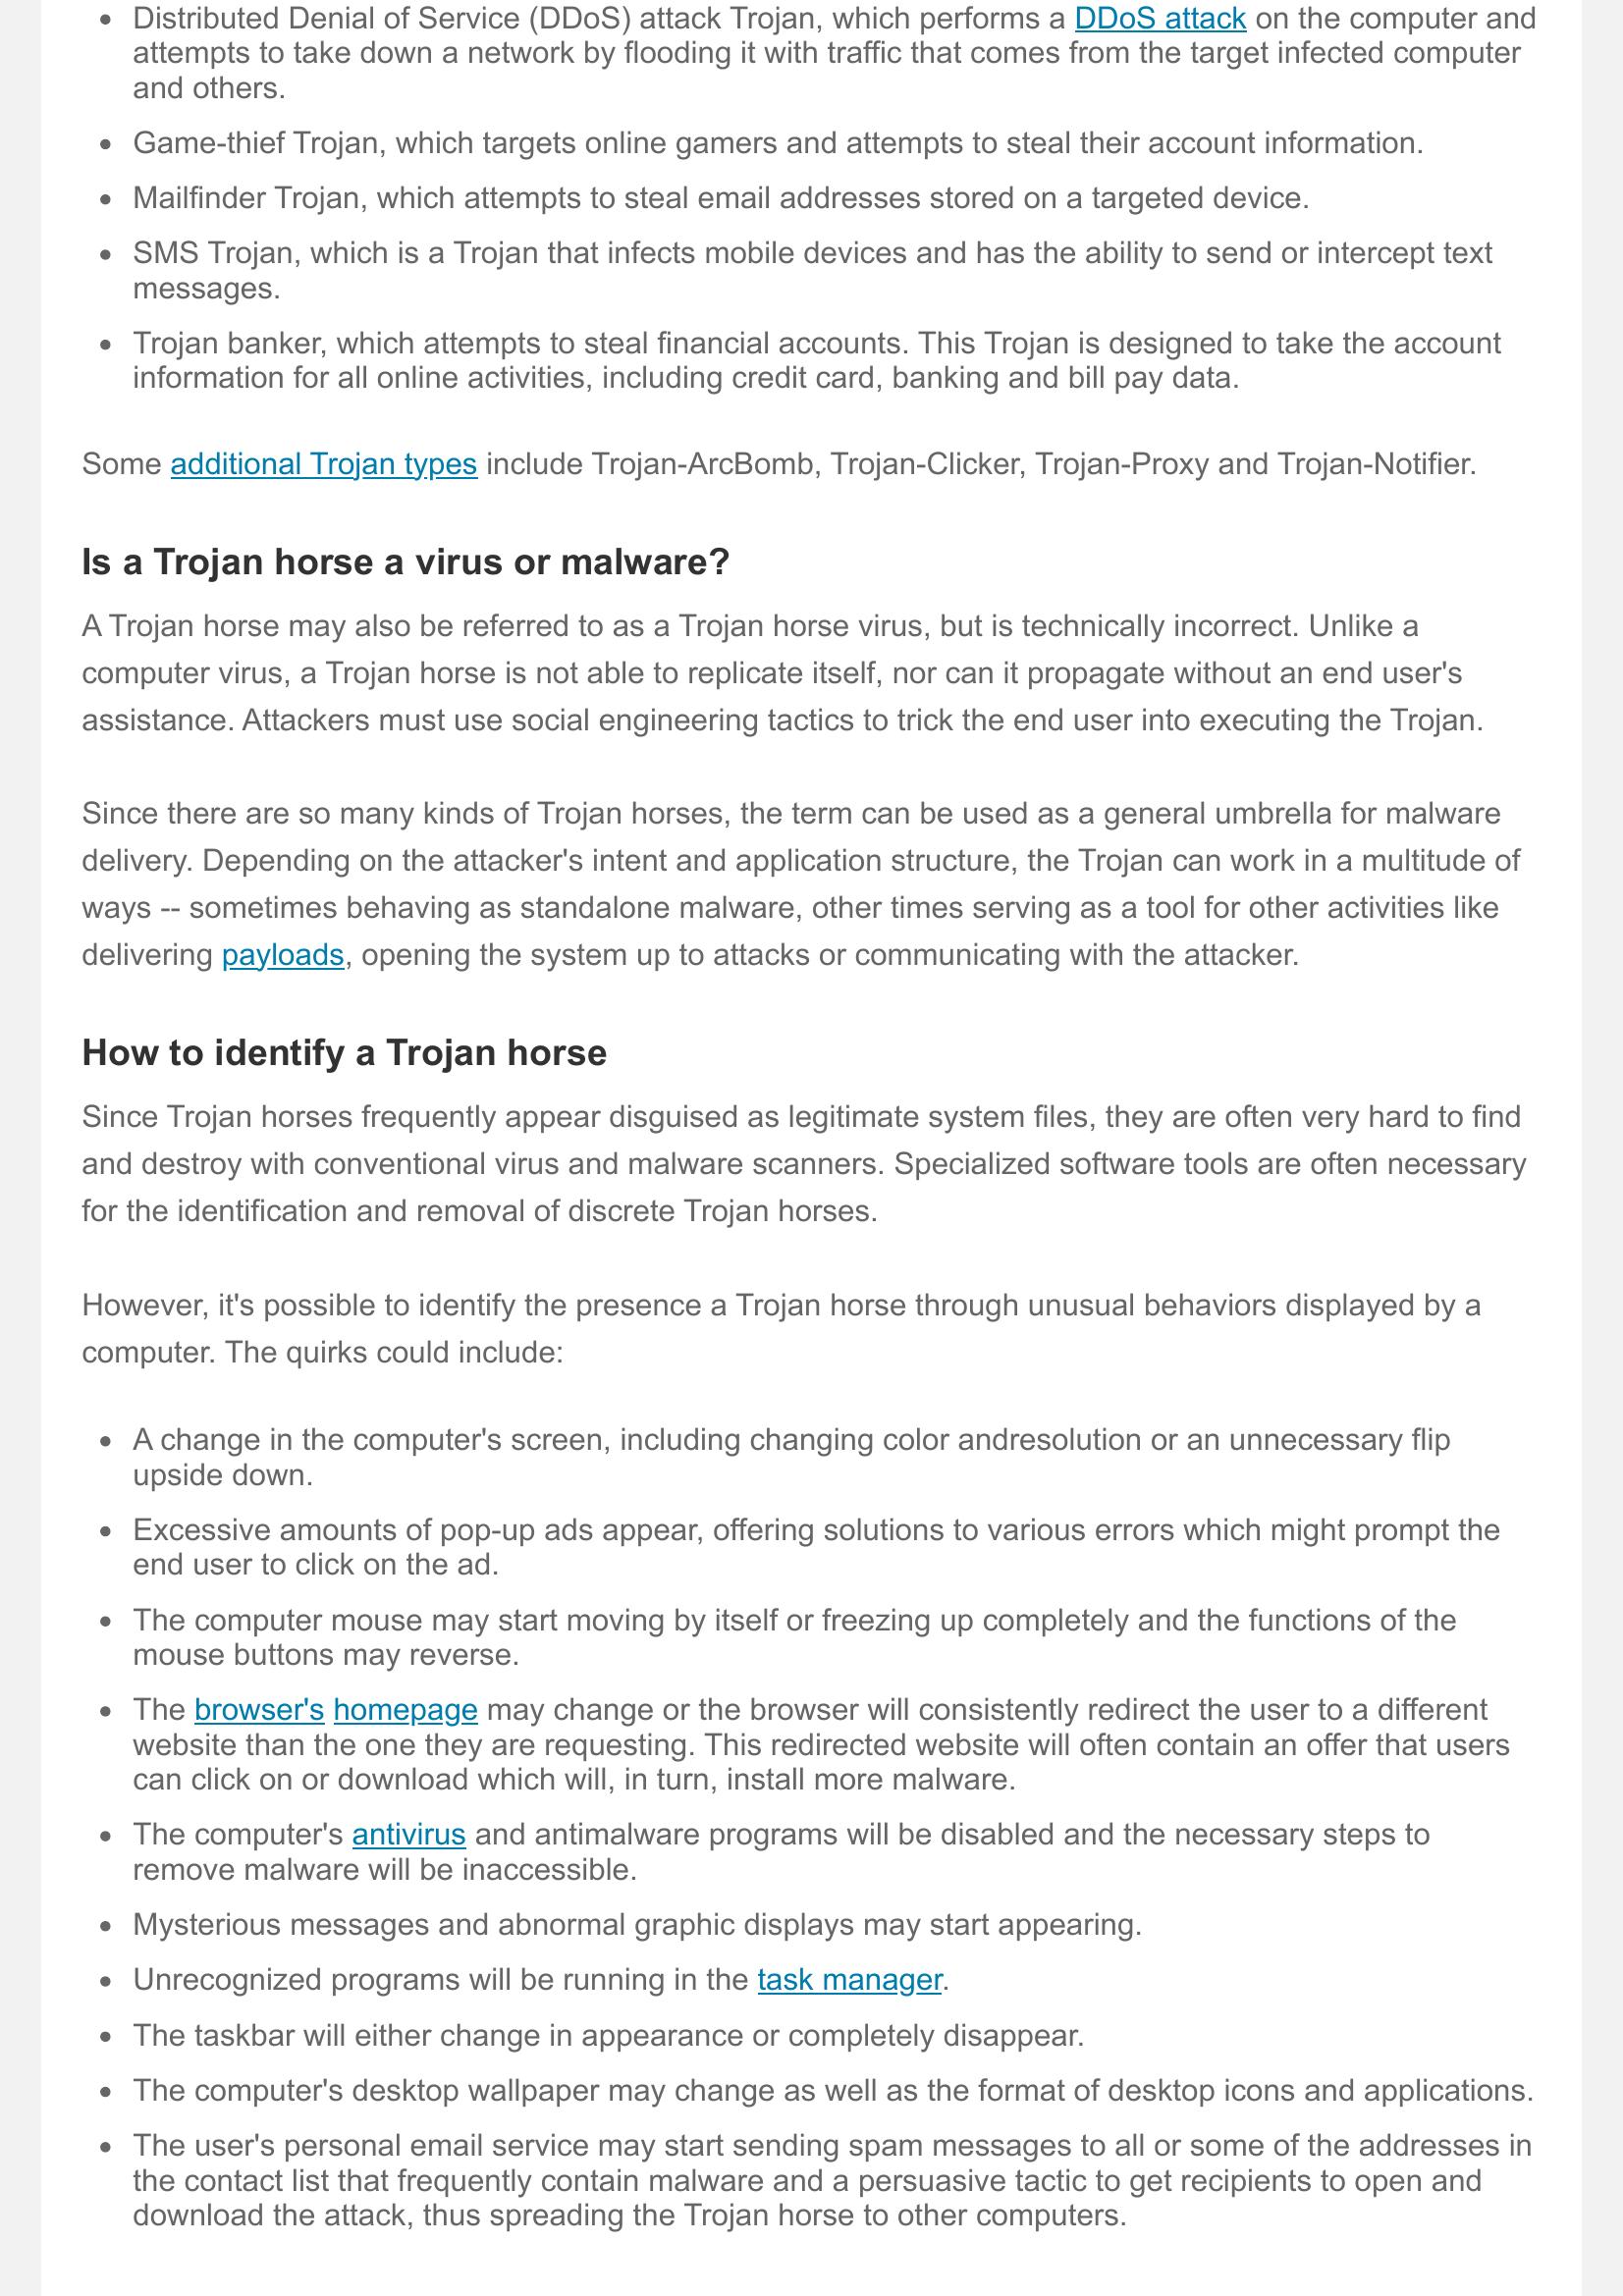 • Distributed Denial of Service (DDoS) attack Trojan, which performs a DDoS attack on the computer and
attempts to take down a network by flooding it with traffic that comes from the target infected computer
and others.
• Game-thief Trojan, which targets online gamers and attempts to steal their account information.
• Mailfinder Trojan, which attempts to steal email addresses stored on a targeted device.
• SMS Trojan, which is a Trojan that infects mobile devices and has the ability to send or intercept text
messages.
• Trojan banker, which attempts to steal financial accounts. This Trojan is designed to take the account
information for all online activities, including credit card, banking and bill pay data.
Some additional Trojan types include Trojan-ArcBomb, Trojan-Clicker, Trojan-Proxy and Trojan-Notifier.
Is a Trojan horse a virus or malware?
A Trojan horse may also be referred to as a Trojan horse virus, but is technically incorrect. Unlike a
computer virus, a Trojan horse is not able to replicate itself, nor can it propagate without an end user's
assistance. Attackers must use social engineering tactics to trick the end user into executing the Trojan.
Since there are so many kinds of Trojan horses, the term can be used as a general umbrella for malware
delivery. Depending on the attacker's intent and application structure, the Trojan can work in a multitude of
ways -- sometimes behaving as standalone malware, other times serving as a tool for other activities like
delivering payloads, opening the system up to attacks or communicating with the attacker.
How to identify a Trojan horse
Since Trojan horses frequently appear disguised as legitimate system files, they are often very hard to find
and destroy with conventional virus and malware scanners. Specialized software tools are often necessary
for the identification and removal of discrete Trojan horses.
However, it's possible to identify the presence a Trojan horse through unusual behaviors displayed by a
computer. The quirks could include:
• A change in the computer's screen, including changing color andresolution or an unnecessary flip
upside down.
• Excessive amounts of pop-up ads appear, offering solutions to various errors which might prompt the
end user to click on the ad.
• The computer mouse may start moving by itself or freezing up completely and the functions of the
mouse buttons may reverse.
• The browser's homepage may change or the browser will consistently redirect the user to a different
website than the one they are requesting. This redirected website will often contain an offer that users
can click on or download which will, in turn, install more malware.
• The computer's antivirus and antimalware programs will be disabled and the necessary steps to
remove malware will be inaccessible.
• Mysterious messages and abnormal graphic displays may start appearing.
• Unrecognized programs will be running in the task manager.
• The taskbar will either change in appearance or completely disappear.
• The computer's desktop wallpaper may change as well as the format of desktop icons and applications.
• The user's personal email service may start sending spam messages to all or some of the addresses in
the contact list that frequently contain malware and a persuasive tactic to get recipients to open and
download the attack, thus spreading the Trojan horse to other computers.